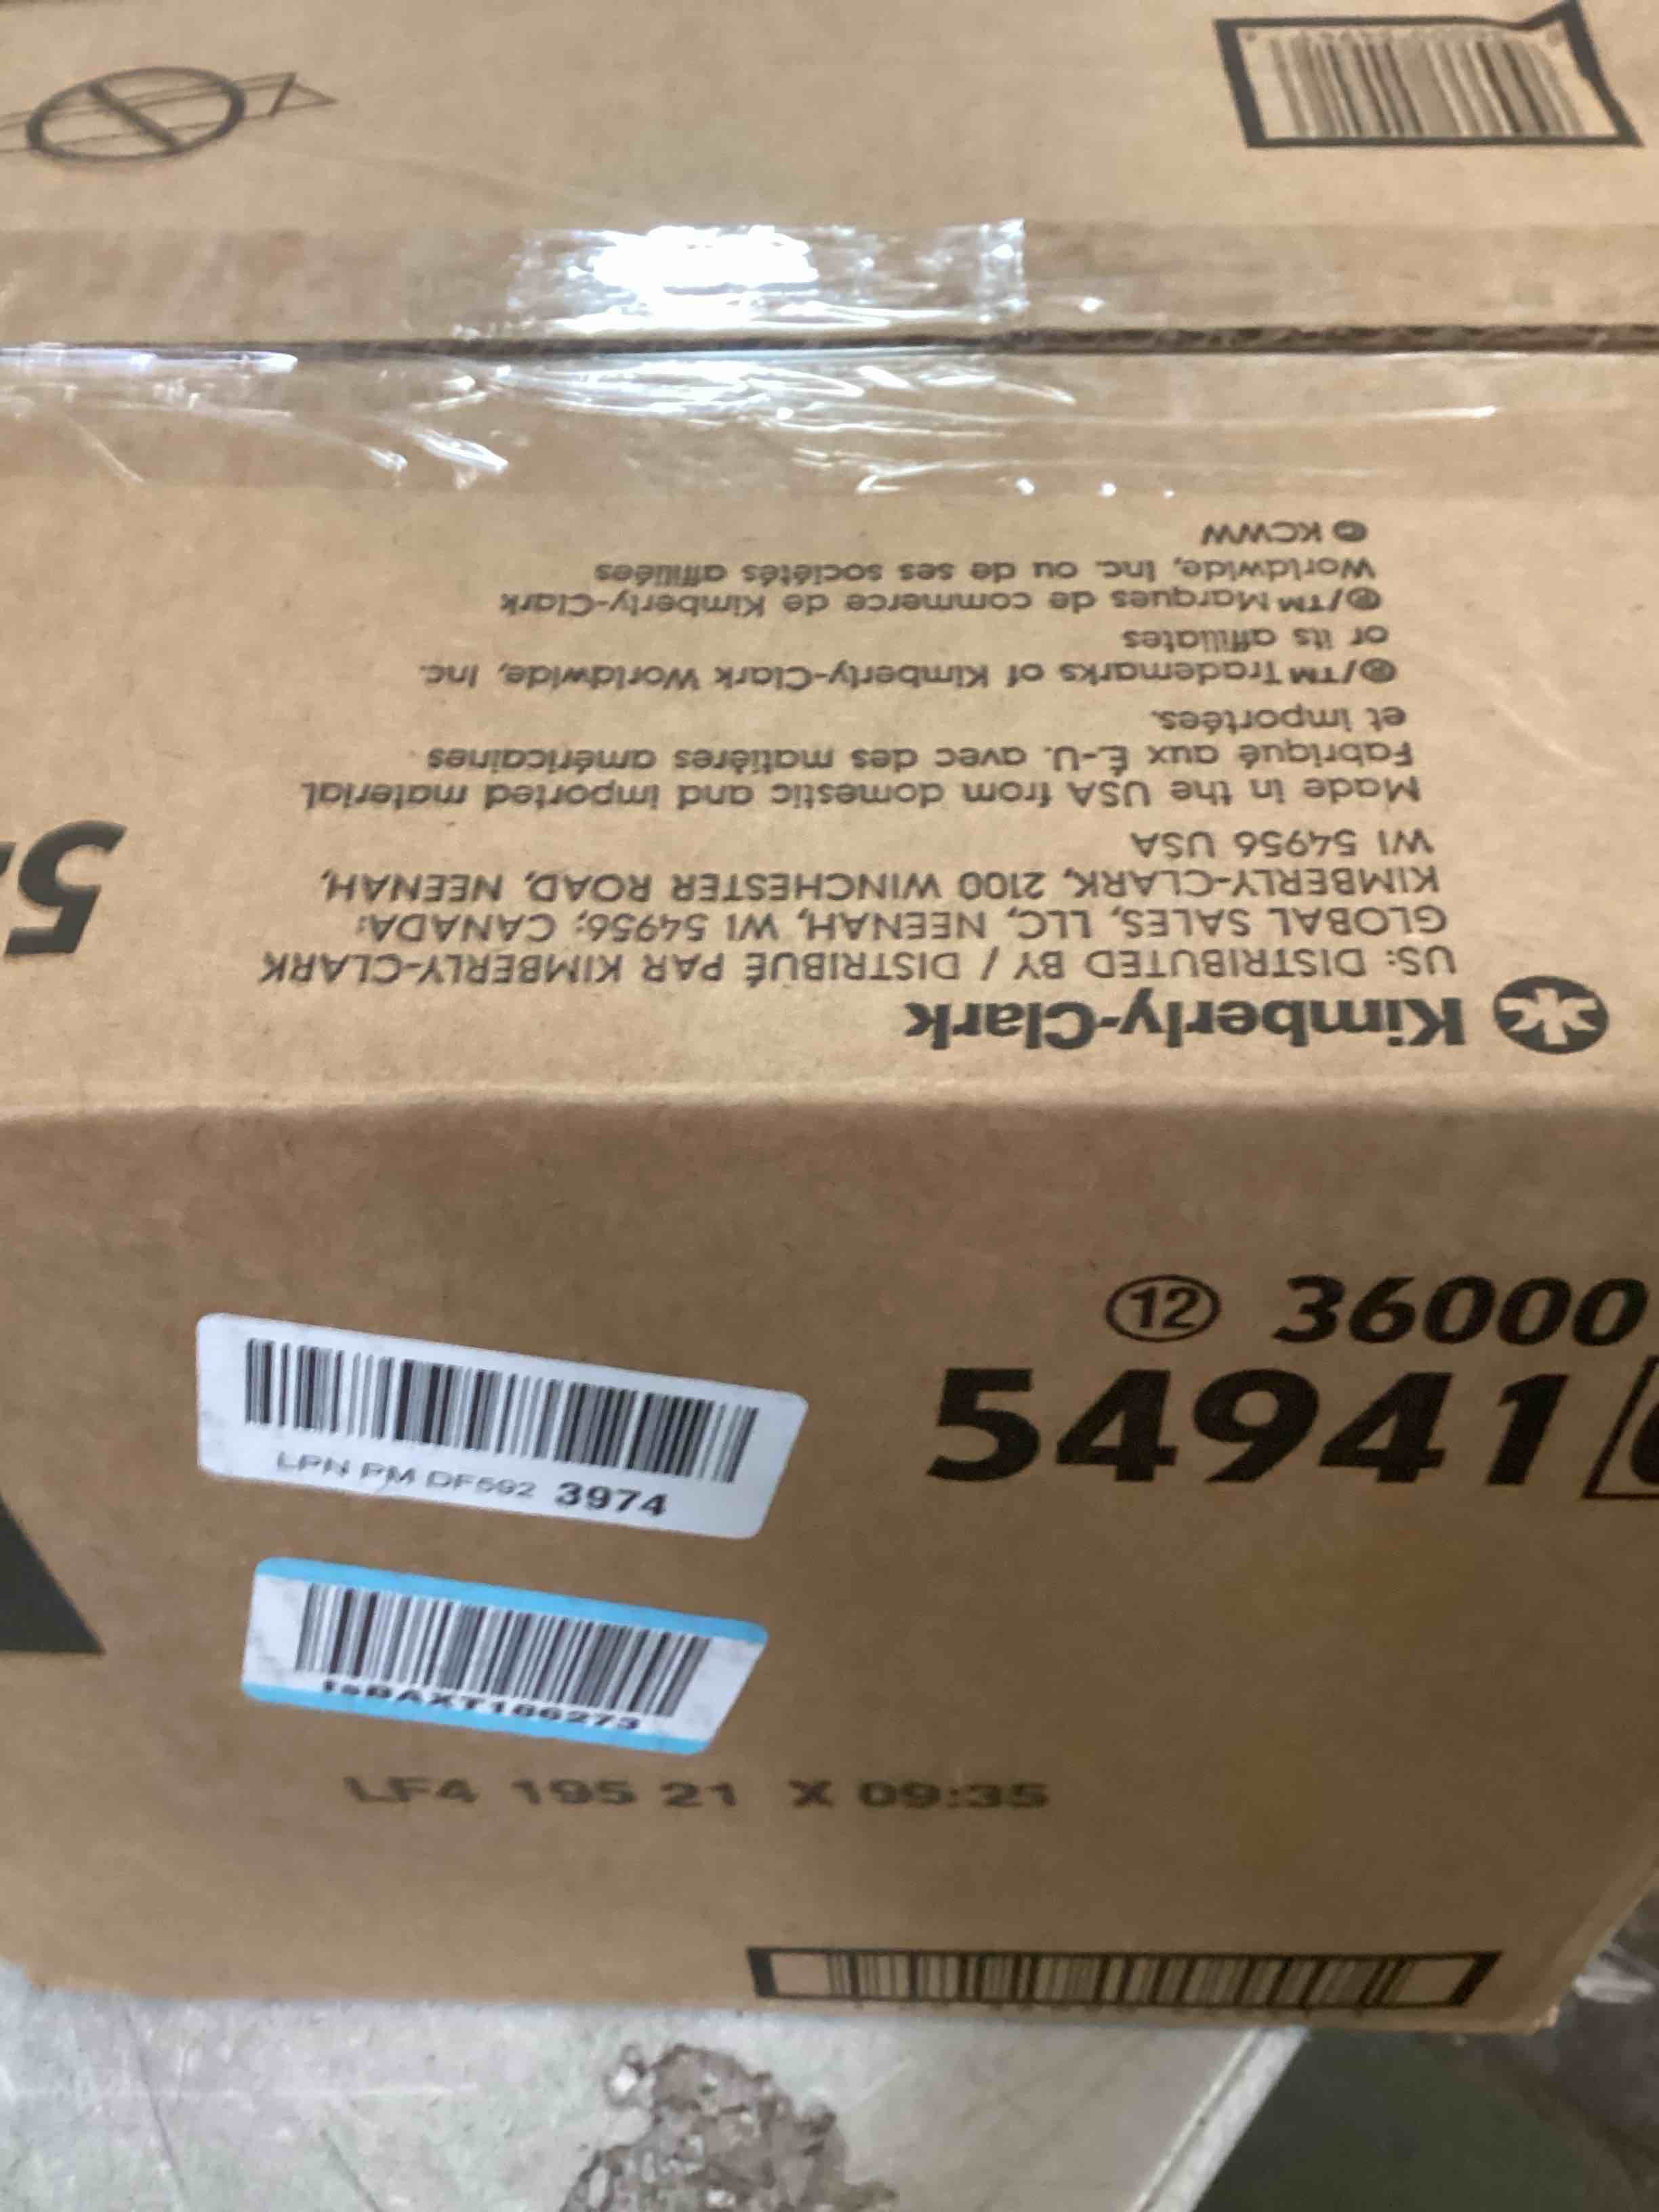 Kimberly-Clark
US: DISTRIBUTED BY / DISTRIBUÉ PAR KIMBERLY-CLARK
GLOBAL SALES, LLC, NEENAH, WI 54956; CANADA:
KIMBERLY-CLARK, 2100 WINCHESTER ROAD, NEENAH,
WI 54956 USA
Made in the USA from domestic and imported material
Fabriqué aux É.-U. avec des matières américaines
et importées.
®/TM Trademarks of Kimberly-Clark Worldwide, Inc.
or its affiliates
®/TM Marques de commerce de Kimberly-Clark
Worldwide, Inc. ou de ses sociétés affiliées
© KCWW
5
12 36000
54941
LPN PM DF592 3974
LF4 195 21 X 09:35